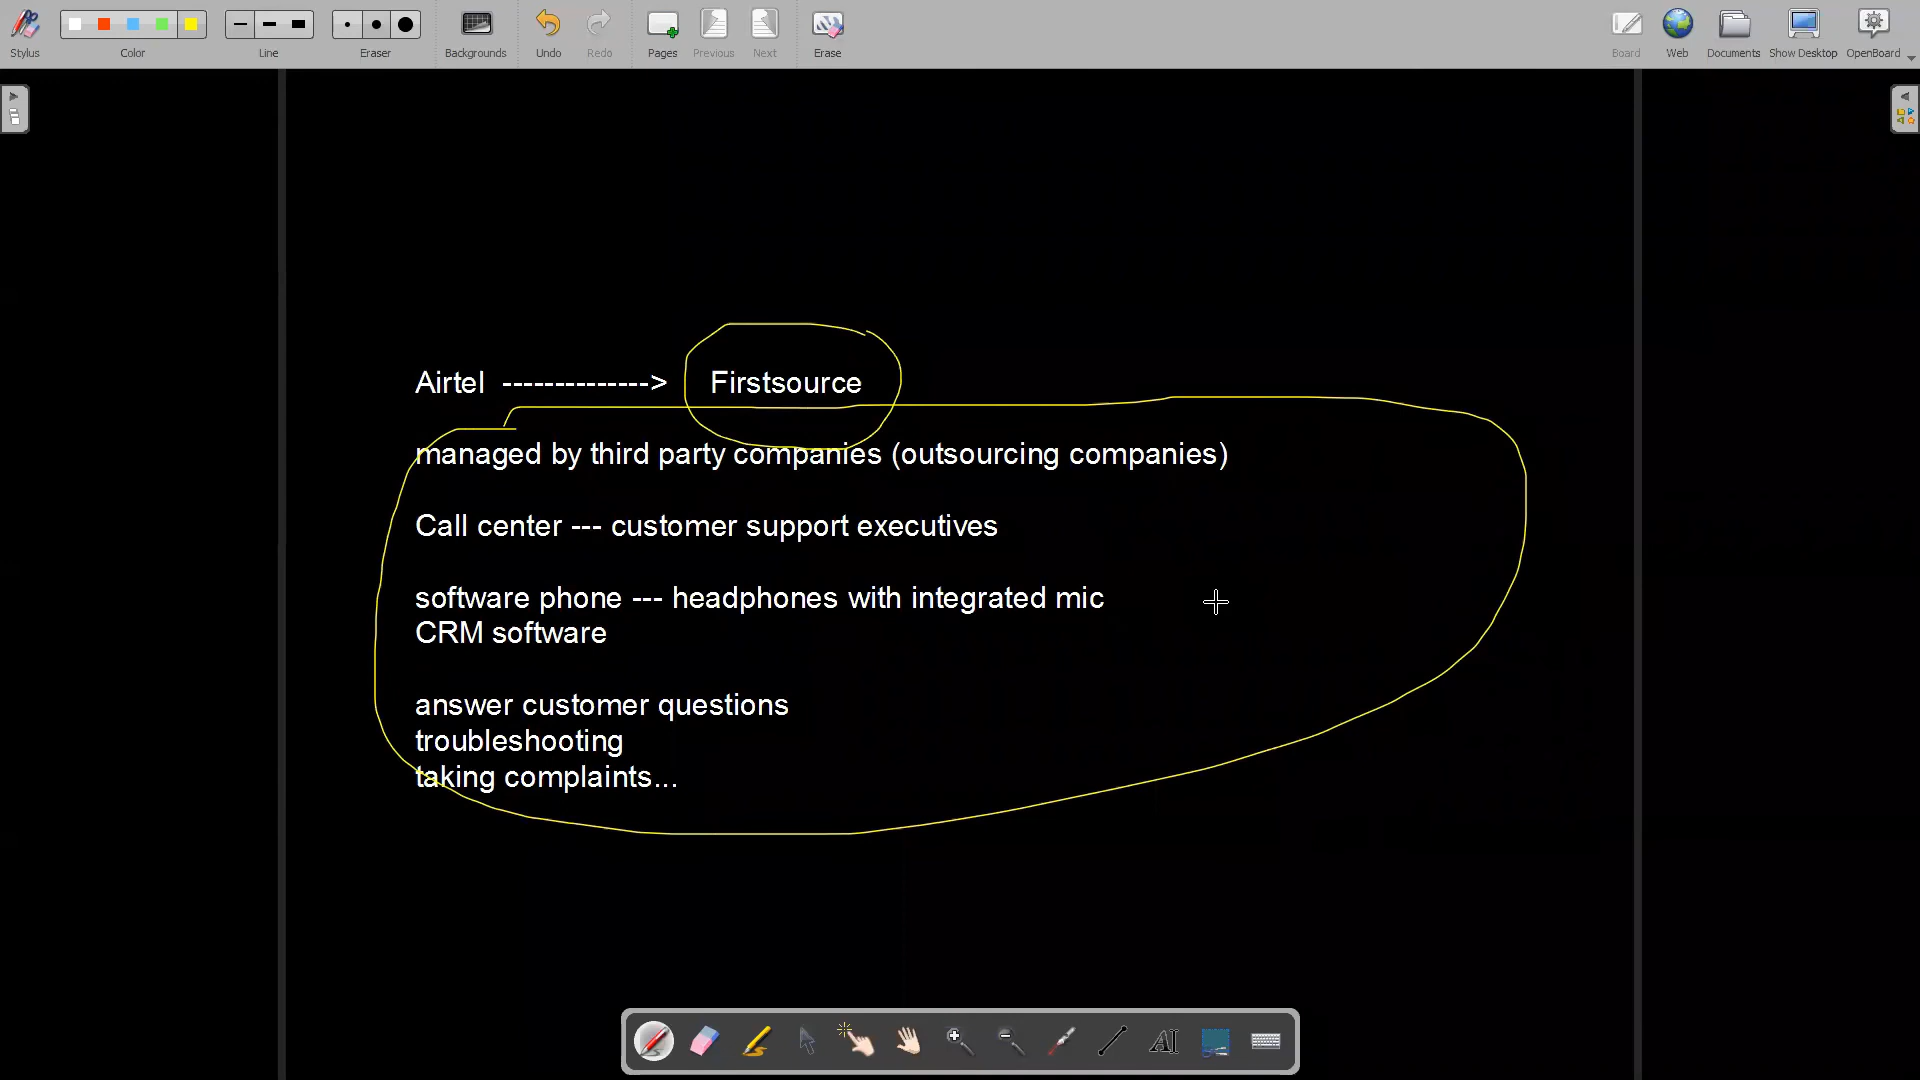 Stylus
Color
Line
Eraser
Backgrounds
Undo
Redo
Pages
Previous
Next
Erase
Board
Web
Documents
Show Desktop
OpenBoard
Airtel --------------> Firstsource
managed by third party companies (outsourcing companies)
Call center --- customer support executives
software phone --- headphones with integrated mic
CRM software
answer customer questions
troubleshooting
taking complaints...